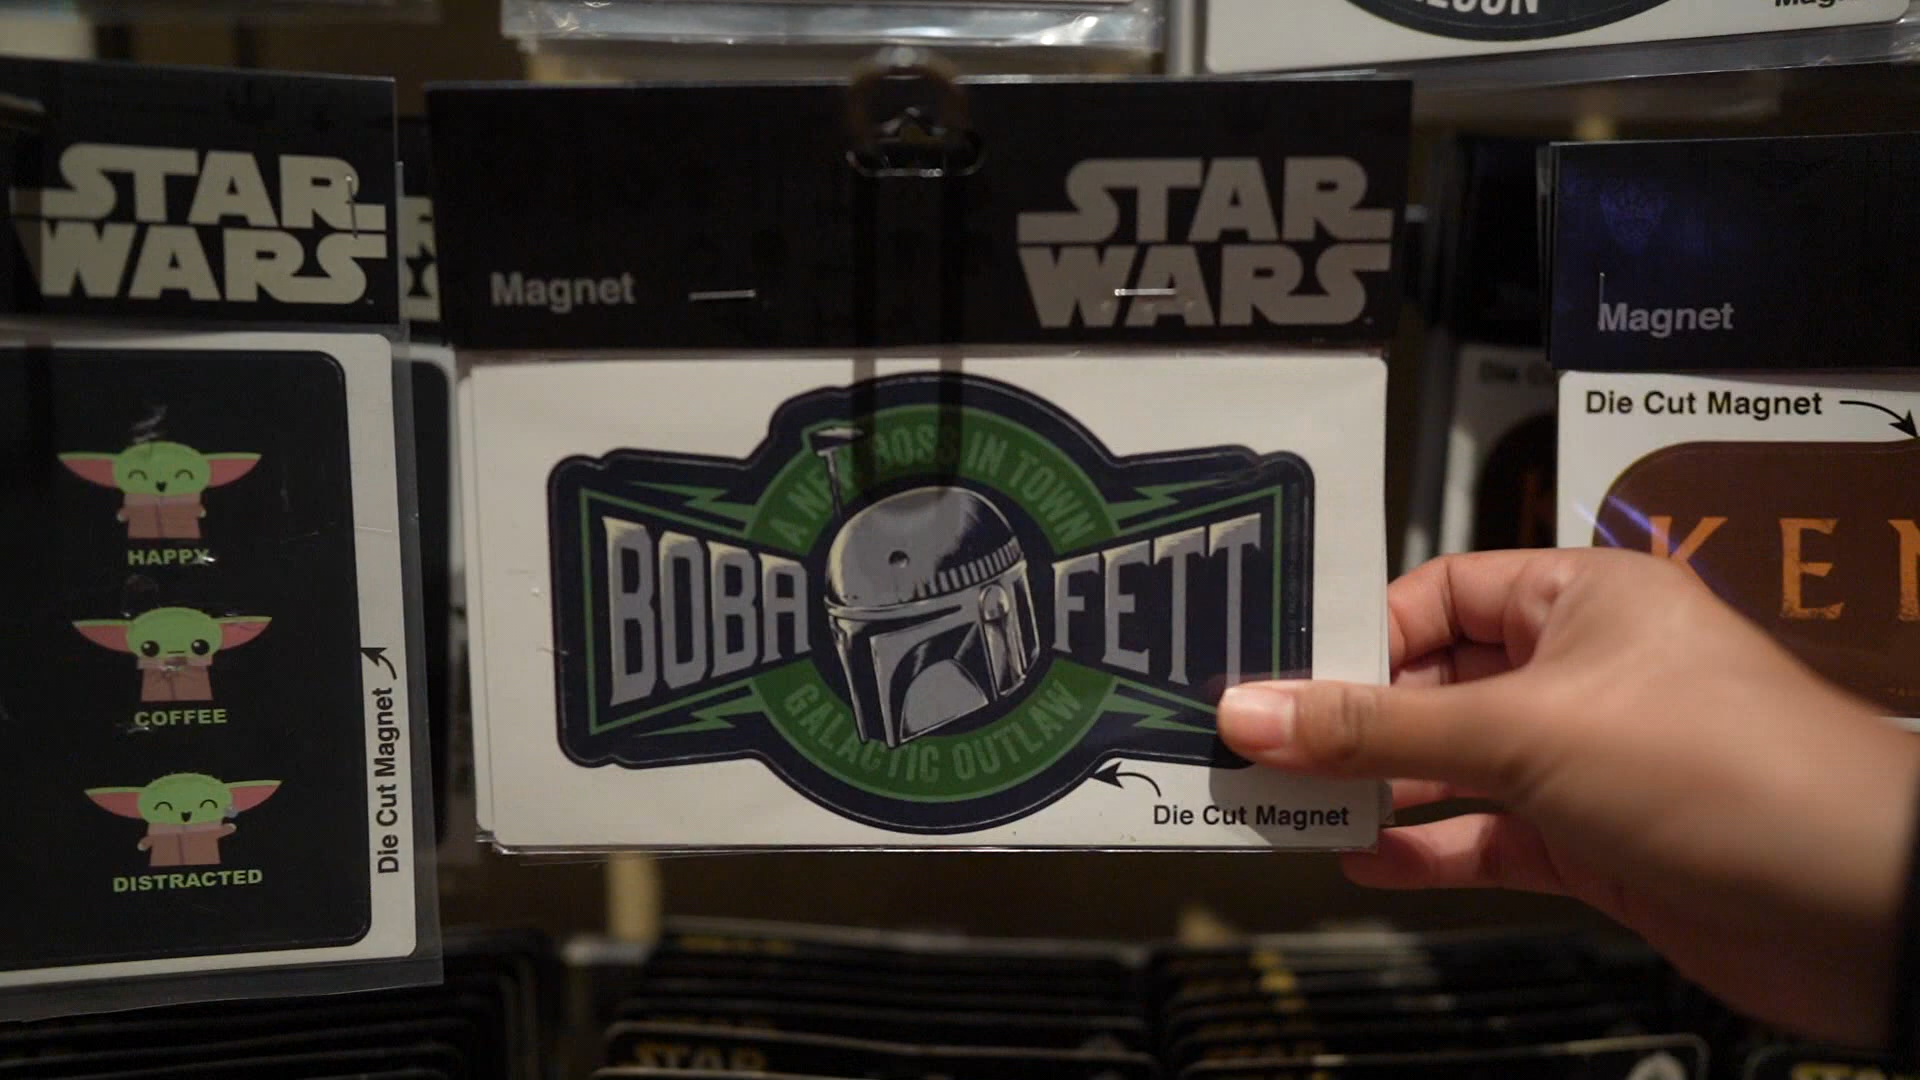 STAR
WARS
HAPPY
COFFEE
DISTRACTED
Die Cut Magnet
Magnet
STAR
WARS
A NEW BOSS IN TOWN
BOBA FETT
GALACTIC OUTLAW
Die Cut Magnet
Magnet
Die Cut Magnet
KEN
STAR